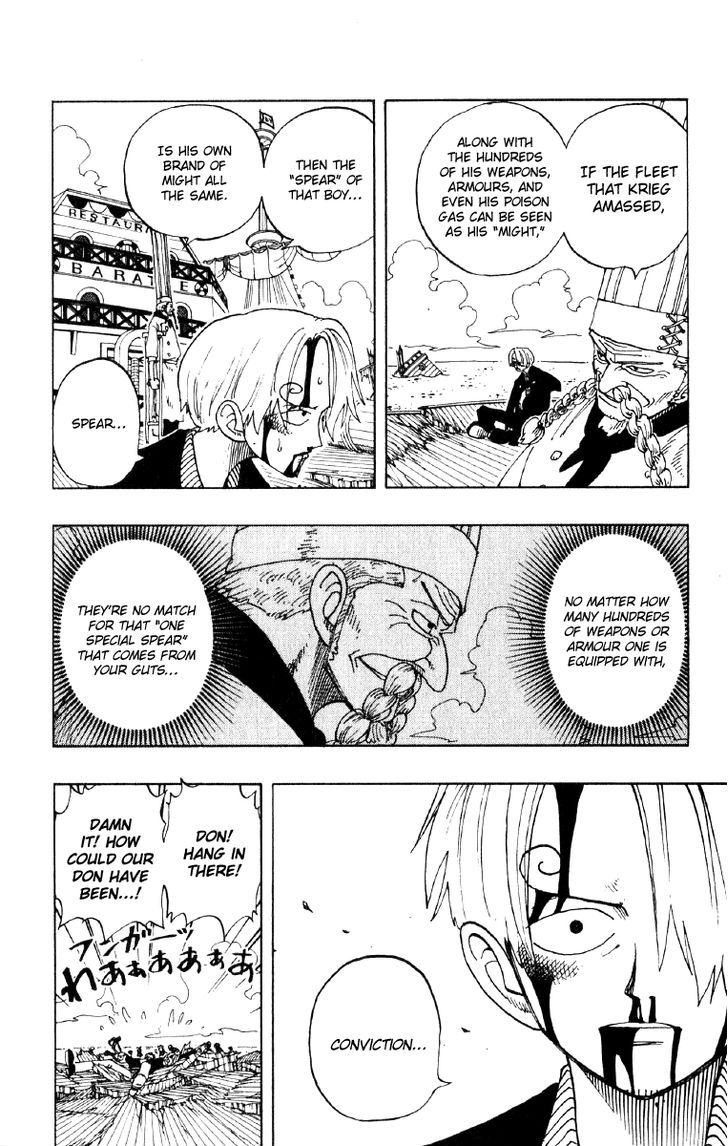 IF THE FLEET
THAT KRIEG
AMASSED,
ALONG WITH
THE HUNDREDS
OF HIS WEAPONS,
ARMOURS, AND
EVEN HIS POISON
GAS CAN BE SEEN
AS HIS "MIGHT,"
THEN THE
"SPEAR" OF
THAT BOY...
IS HIS OWN
BRAND OF
MIGHT ALL
THE SAME.
RESTAURA
BARATIE
SPEAR...
NO MATTER HOW
MANY HUNDREDS
OF WEAPONS OR
ARMOUR ONE IS
EQUIPPED WITH,
THEY'RE NO MATCH
FOR THAT "ONE
SPECIAL SPEAR"
THAT COMES FROM
YOUR GUTS...
CONVICTION...
DON!
HANG IN
THERE!
DAMN
IT! HOW
COULD OUR
DON HAVE
BEEN...!
わぁぁぁぁぁ